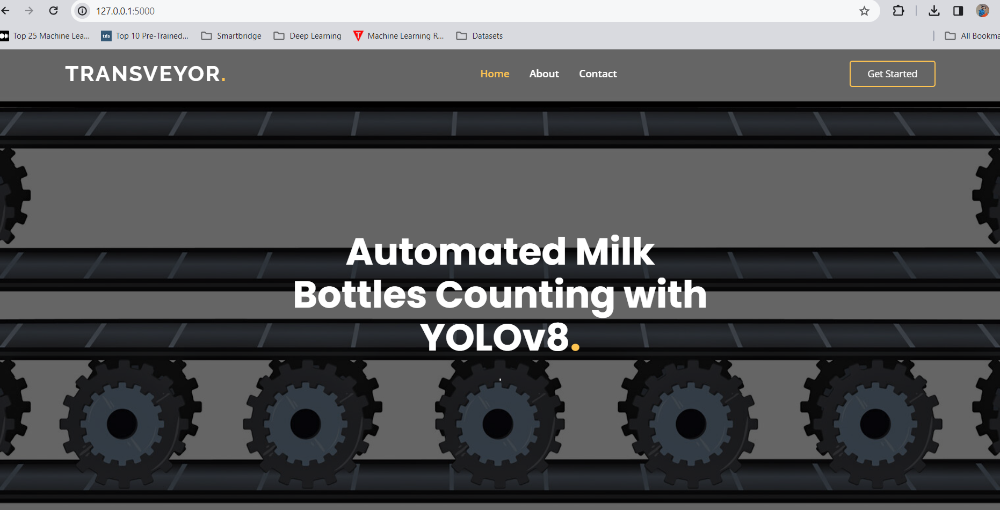 127.0.0.1:5000
Top 25 Machine Lea...
tds Top 10 Pre-Trained...
Smartbridge
Deep Learning
T Machine Learning R...
Datasets
All Bookma
TRANSVEYOR.
Home
About
Contact
Get Started
Automated Milk
Bottles Counting with
YOLOv8.
.